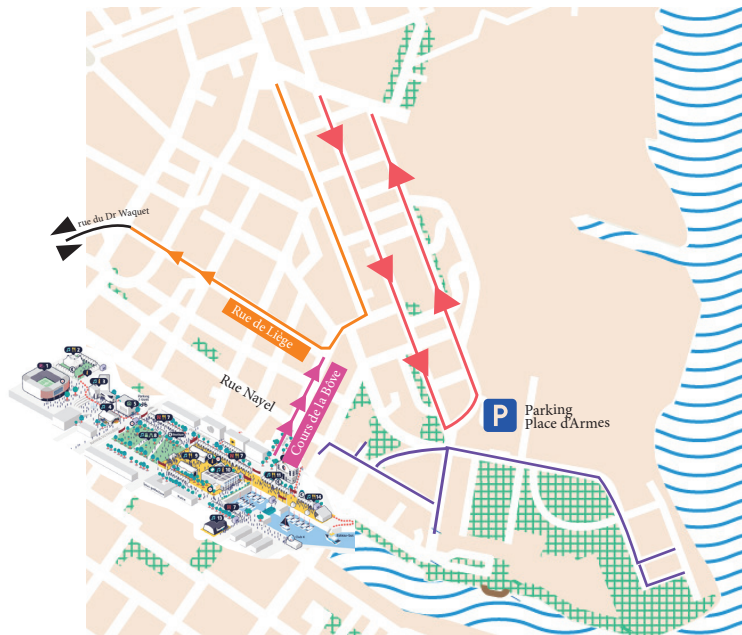 rue du Dr Waquet
Rue de Liège
Rue Nayel
Cours de la Bôve
P
Parking
Place d'Armes